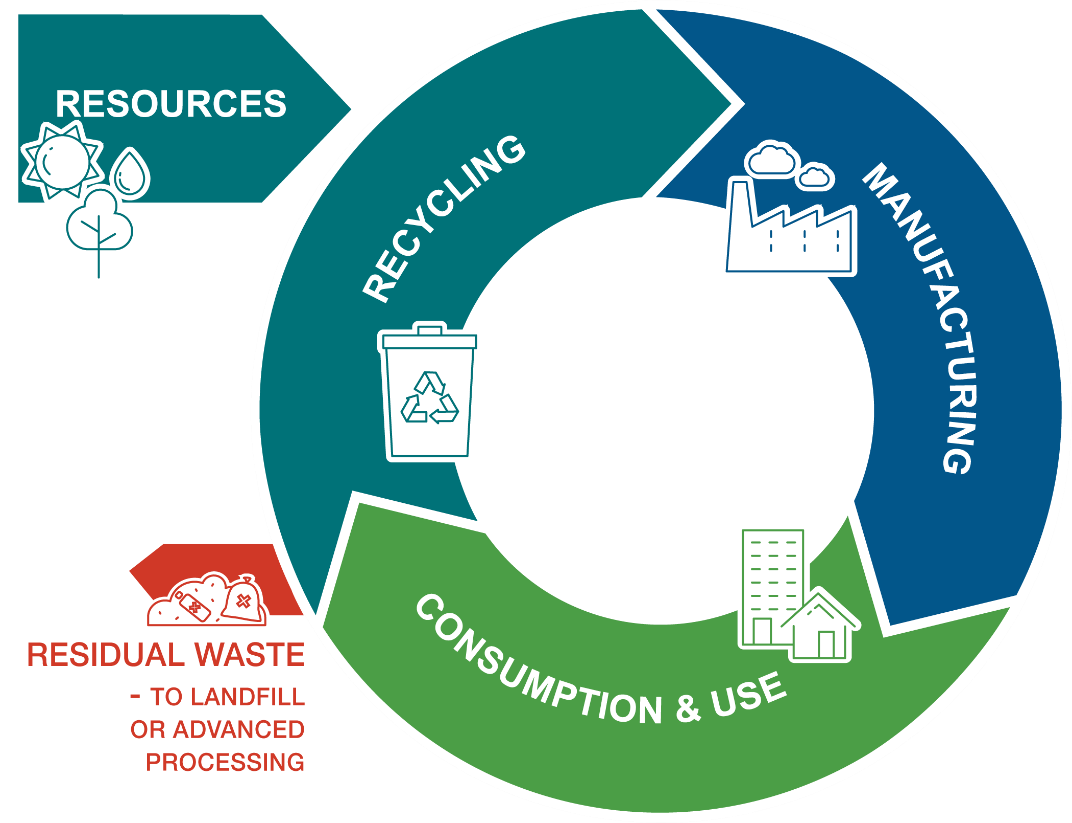 RESOURCES
RECYCLING
MANUFACTURING
CONSUMPTION & USE
RESIDUAL WASTE
- TO LANDFILL
OR ADVANCED
PROCESSING